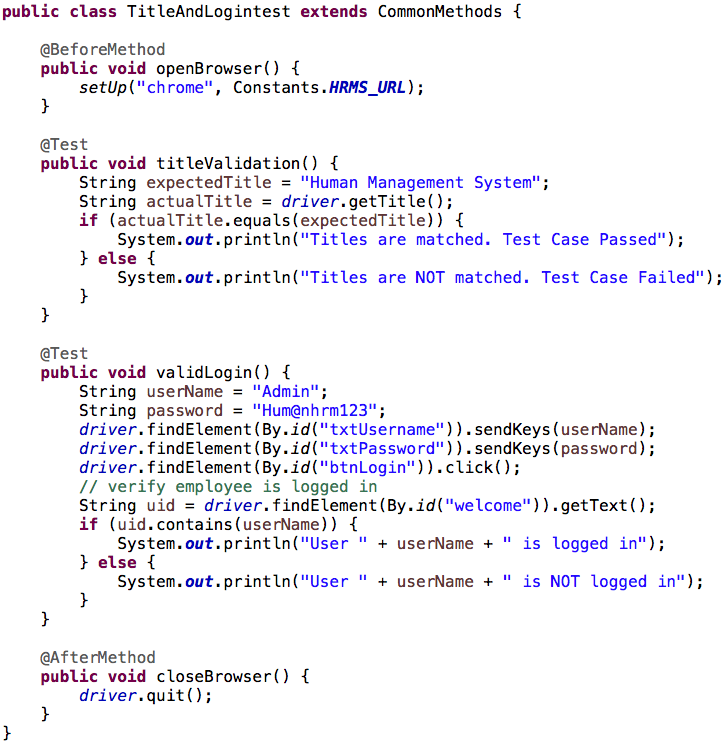 public class TitleAndLogintest extends CommonMethods {
@BeforeMethod
public void openBrowser() {
setUp("chrome", Constants.HRMS_URL);
}
@Test
public void titleValidation() {
String expectedTitle = "Human Management System";
String actualTitle = driver.getTitle();
if (actualTitle.equals(expectedTitle)) {
System.out.println("Titles are matched. Test Case Passed");
} else {
System.out.println("Titles are NOT matched. Test Case Failed");
}
}
@Test
public void validLogin() {
String userName = "Admin";
String password = "Hum@nhrm123";
driver.findElement(By.id("txtUsername")).sendKeys(userName);
driver.findElement(By.id("txtPassword")).sendKeys(password);
driver.findElement(By.id("btnLogin")).click();
// verify employee is logged in
String uid = driver.findElement(By.id("welcome")).getText();
if (uid.contains(userName)) {
System.out.println("User " + userName + " is logged in");
} else {
System.out.println("User " + userName + " is NOT logged in");
}
}
@AfterMethod
public void closeBrowser() {
driver.quit();
}
}